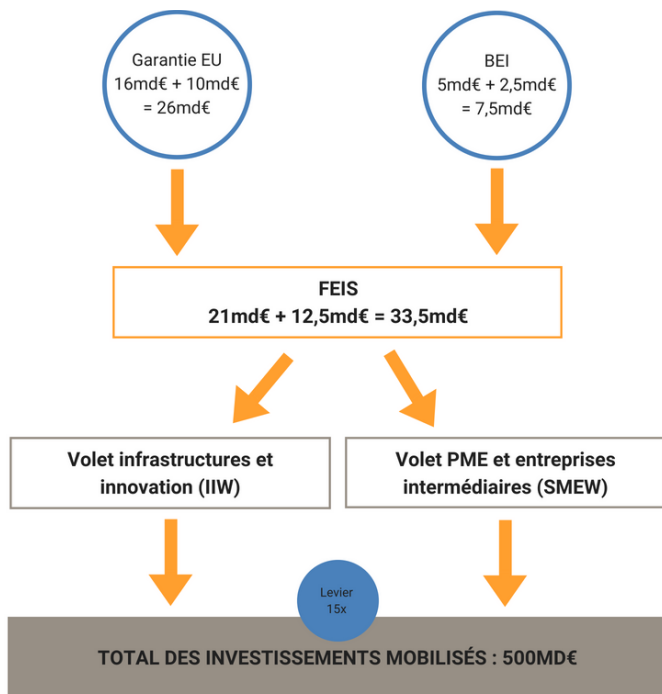 Garantie EU
16md€ + 10md€
= 26md€
BEI
5md€ + 2,5md€
= 7,5md€
FEIS
21md€ + 12,5md€ = 33,5md€
Volet infrastructures et
innovation (IIW)
Volet PME et entreprises
intermédiaires (SMEW)
Levier
15x
TOTAL DES INVESTISSEMENTS MOBILISÉS : 500MD€